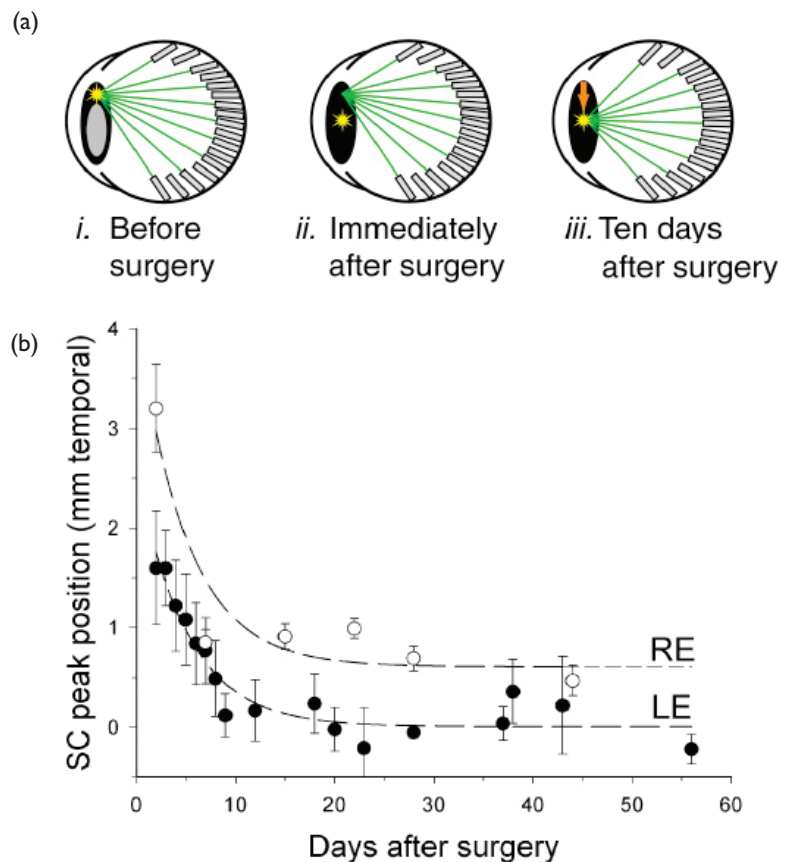 (a)
i. Before
surgery
ii. Immediately
after surgery
iii. Ten days
after surgery
(b)
SC peak position (mm temporal)
4
3
2
1
0
RE
LE
0 10 20 30 40 50 60
Days after surgery